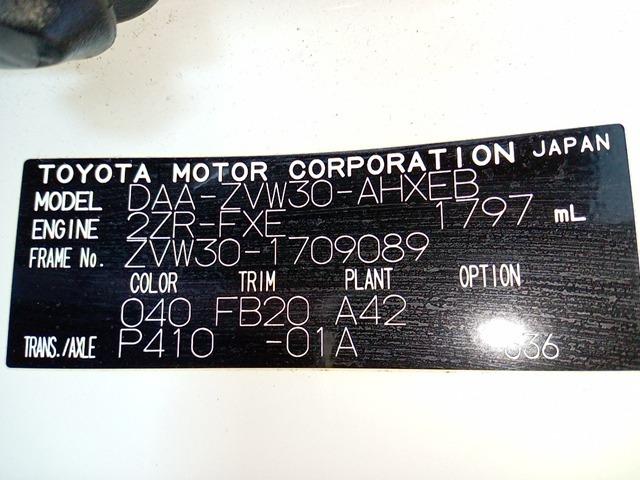 TOYOTA MOTOR CORPORATION JAPAN
MODEL DAA-ZVW30-AHXEB
ENGINE 2ZR-FXE 1797 mL
FRAME No. ZVW30-1709089
COLOR TRIM PLANT OPTION
040 FB20 A42
TRANS./AXLE P410 -01A